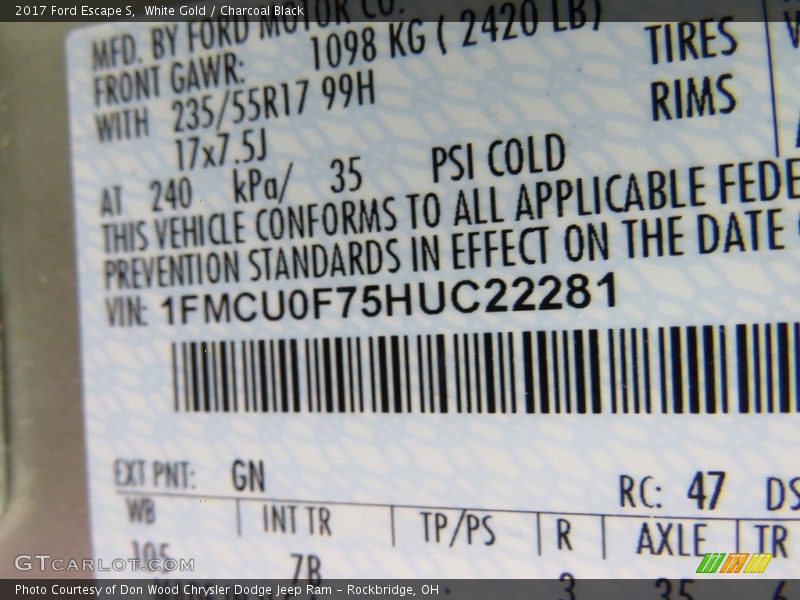 2017 Ford Escape S, White Gold / Charcoal Black
MFD. BY FORD MOTOR CO.
FRONT GAWR: 1098 KG ( 2420 LB)
TIRES
WITH 235/55R17 99H
RIMS
17x7.5J
AT 240 kPa/ 35 PSI COLD
THIS VEHICLE CONFORMS TO ALL APPLICABLE FEDE
PREVENTION STANDARDS IN EFFECT ON THE DATE
VIN: 1FMCU0F75HUC22281
EXT PNT: GN RC: 47 DS
WB INT TR TP/PS R AXLE TR
105 7B 3 35
GTCARLOT.COM
Photo Courtesy of Don Wood Chrysler Dodge Jeep Ram – Rockbridge, OH